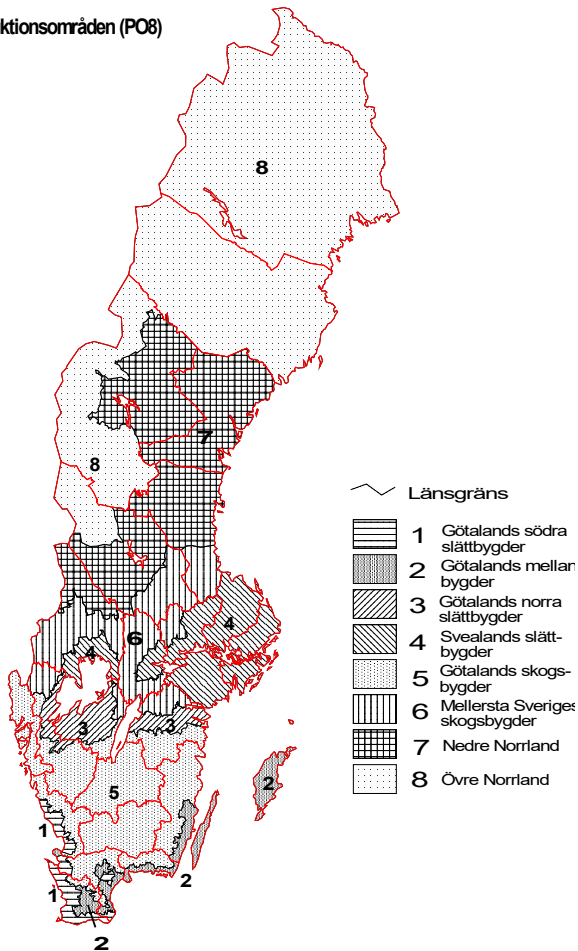 ktionsområden (PO8)
8
7
8
4
6
4
3
3
2
5
1
2
1
2
Länsgräns
1 Götalands södra
slättbygder
2 Götalands mellan
bygder
3 Götalands norra
slättbygder
4 Svealands slätt-
bygder
5 Götalands skogs-
bygder
6 Mellersta Sveriges
skogsbygder
7 Nedre Norrland
8 Övre Norrland